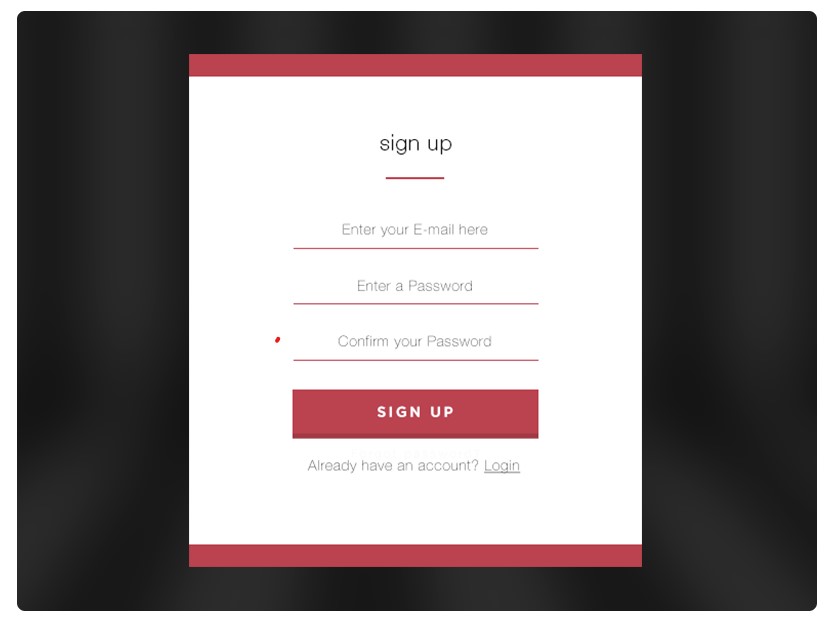 sign up
Enter your E-mail here
Enter a Password
Confirm your Password
SIGN UP
Already have an account? Login